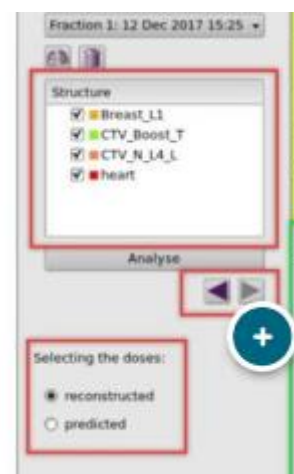 Fraction 1: 12 Dec 2017 15:25
Structure
Breast_L1
CTV_Boost_T
CTV_N_L4_L
heart
Analyse
Selecting the doses:
reconstructed
predicted